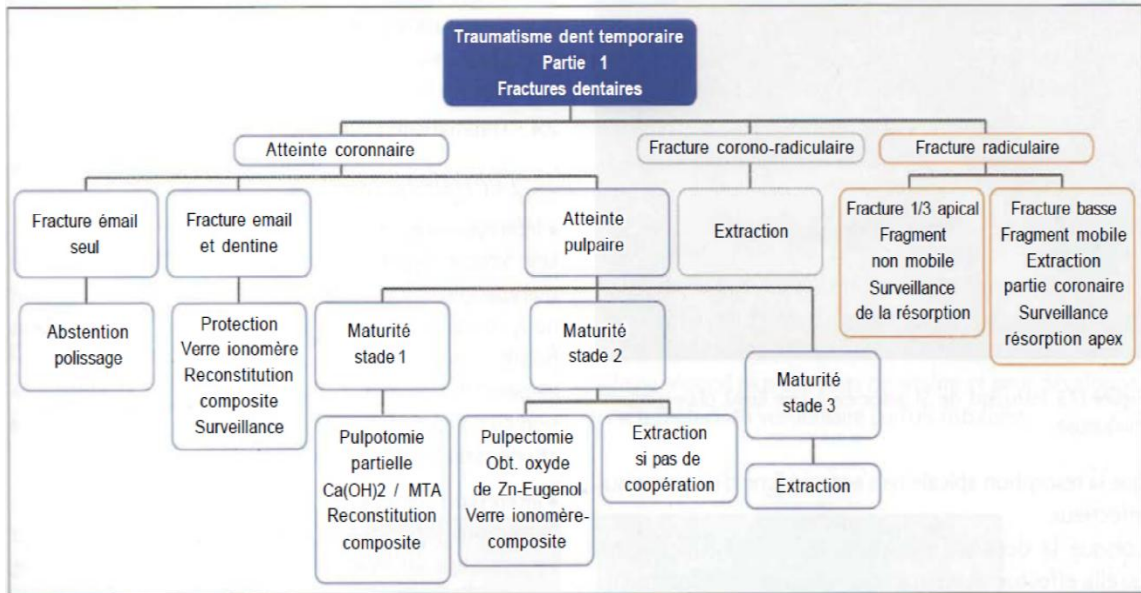 Traumatisme dent temporaire
Partie 1
Fractures dentaires
Atteinte coronnaire
Fracture corono-radiculaire
Fracture radiculaire
Fracture émail
seul
Fracture email
et dentine
Atteinte
pulpaire
Extraction
Fracture 1/3 apical
Fragment
non mobile
Surveillance
de la résorption
Fracture basse
Fragment mobile
Extraction
partie coronaire
Surveillance
résorption apex
Abstention
polissage
Protection
Verre ionomère
Reconstitution
composite
Surveillance
Maturité
stade 1
Maturité
stade 2
Maturité
stade 3
Pulpotomie
partielle
Ca(OH)2 / MTA
Reconstitution
composite
Pulpectomie
Obt. oxyde
de Zn-Eugenol
Verre ionomère-
composite
Extraction
si pas de
coopération
Extraction